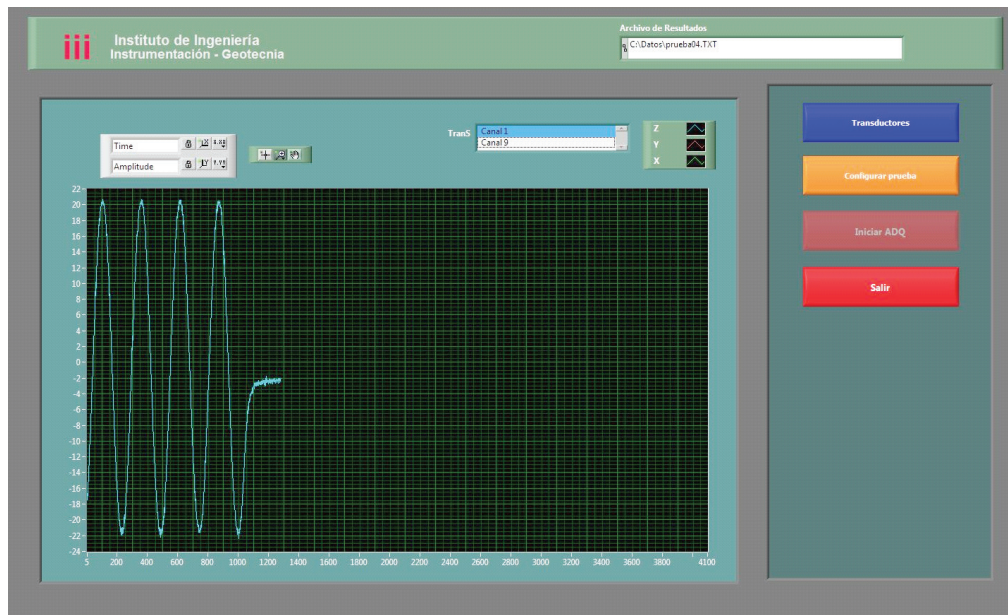 iii
Instituto de Ingeniería
Instrumentación - Geotecnia
Archivo de Resultados
C:\Datos\prueba04.TXT
Time
Amplitude
TranS
Canal 1
Canal 9
Z
Y
X
Transductores
Configurar prueba
Iniciar ADQ
Salir
22
20
18
16
14
12
10
8
6
4
2
0
-2
-4
-6
-8
-10
-12
-14
-16
-18
-20
-22
-24
5 200 400 600 800 1000 1200 1400 1600 1800 2000 2200 2400 2600 2800 3000 3200 3400 3600 3800 4100